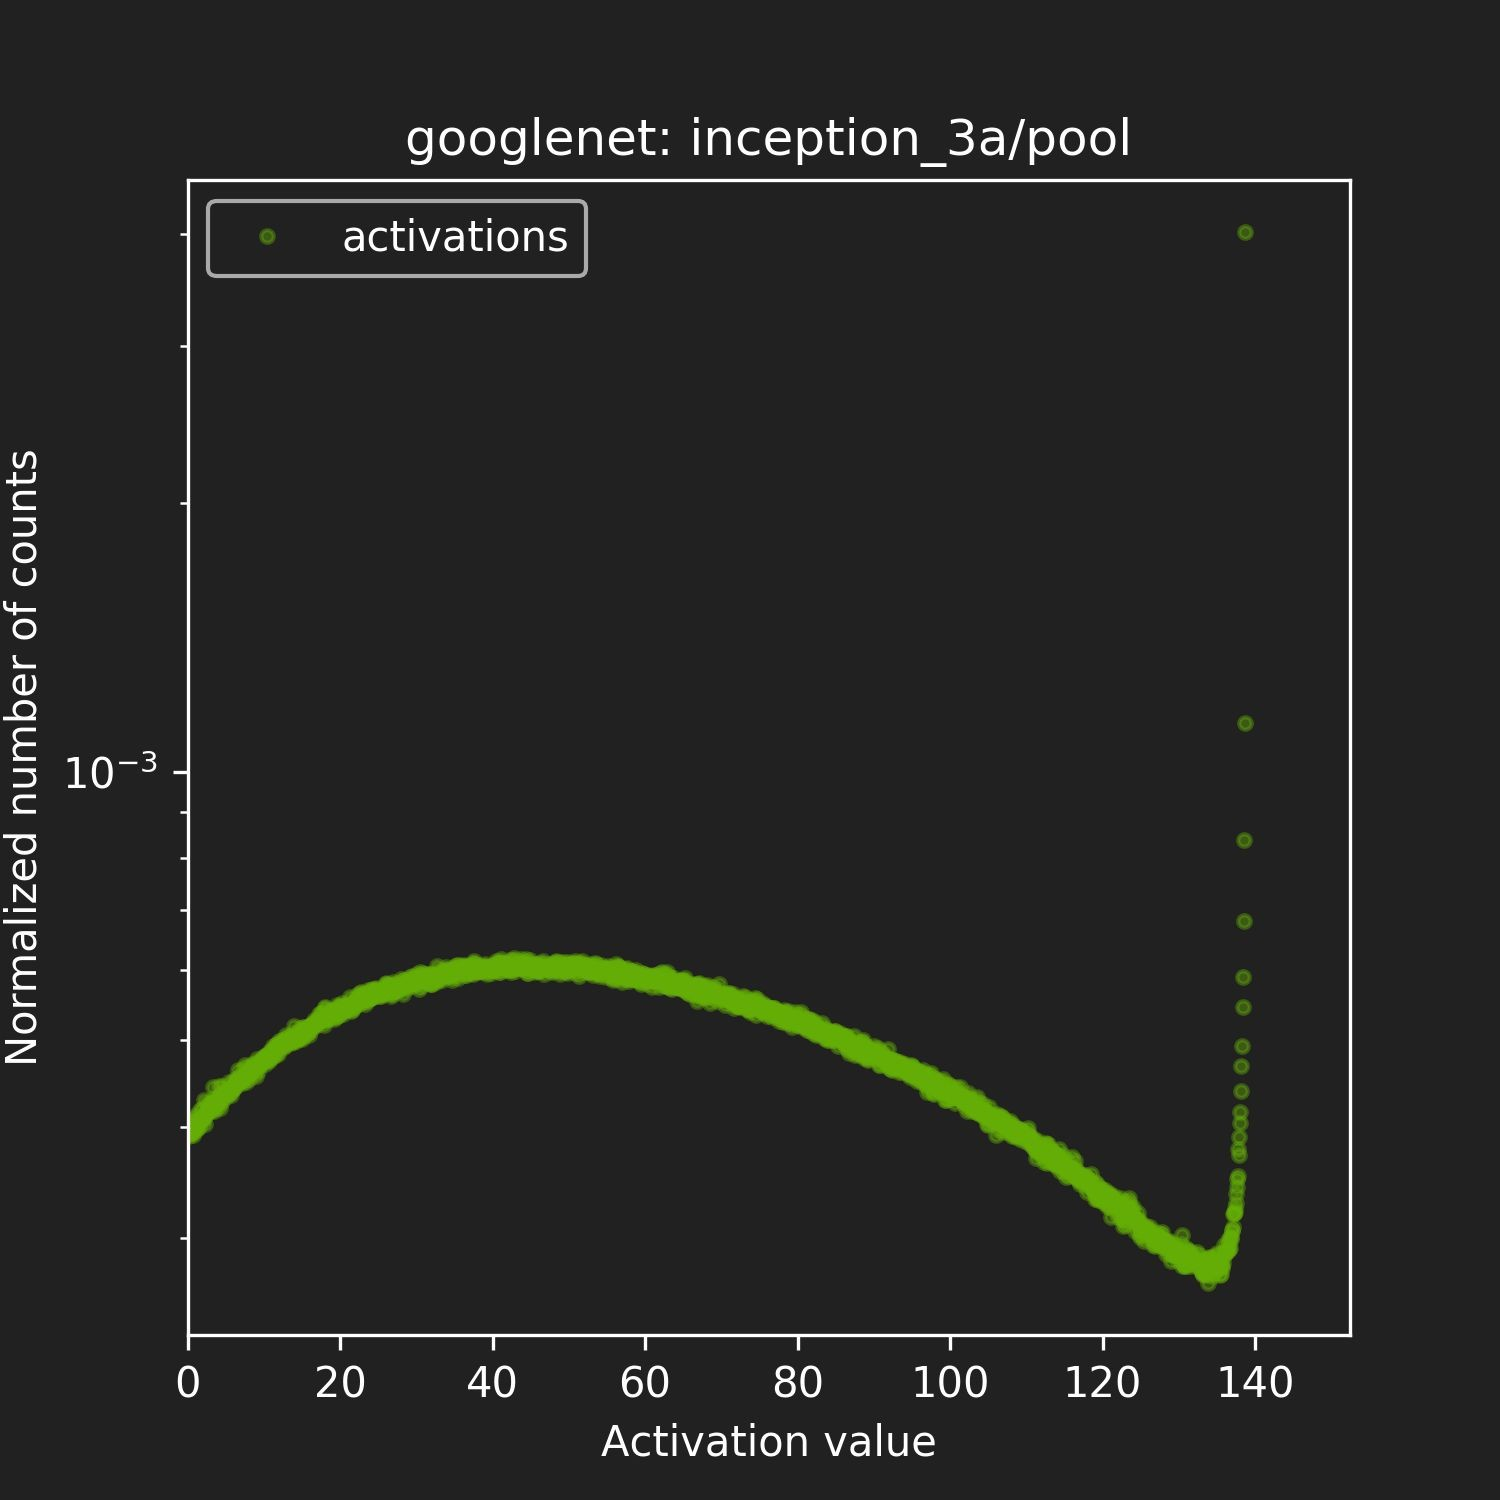 googlenet: inception_3a/pool
activations
Normalized number of counts
10⁻³
0 20 40 60 80 100 120 140
Activation value